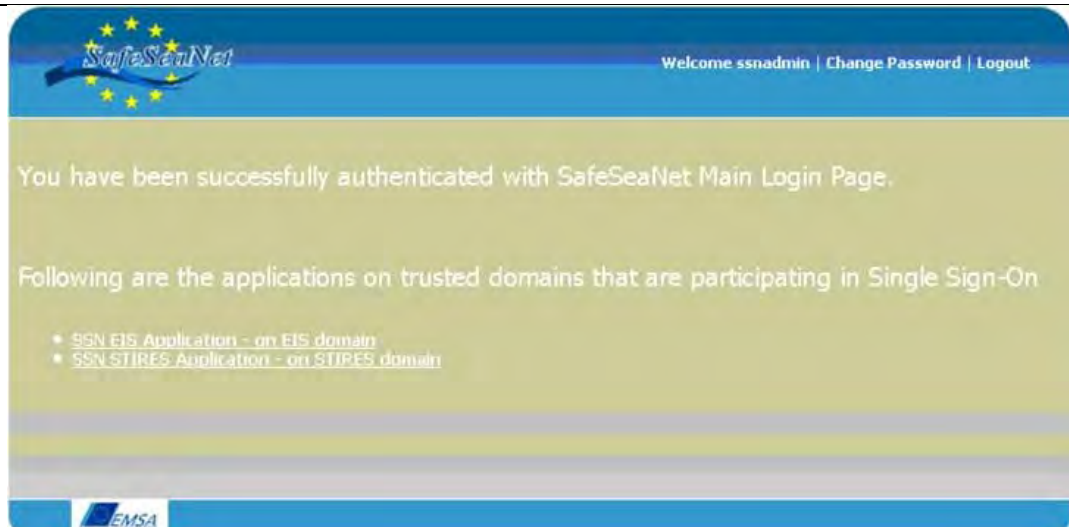 SafeSeaNet
Welcome ssnadmin | Change Password | Logout
You have been successfully authenticated with SafeSeaNet Main Login Page.
Following are the applications on trusted domains that are participating in Single Sign-On
SSN EIS Application - on EIS domain
SSN STIRES Application - on STIRES domain
EMSA